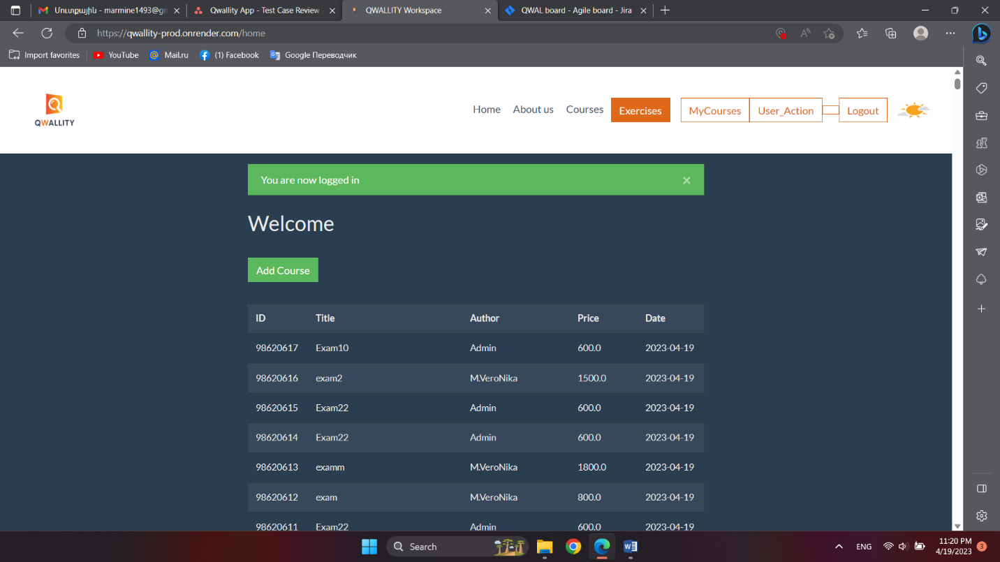 Մուտքային - marmine1493@gm
Qwallity App - Test Case Review
QWALLITY Workspace
QWAL board - Agile board - Jira
https://qwallity-prod.onrender.com/home
Import favorites
YouTube
Mail.ru
(1) Facebook
Google Переводчик
QWALLITY
Home
About us
Courses
Exercises
MyCourses
User_Action
Logout
You are now logged in
Welcome
Add Course
ID Title Author Price Date
98620617 Exam10 Admin 600.0 2023-04-19
98620616 exam2 M.VeroNika 1500.0 2023-04-19
98620615 Exam22 Admin 600.0 2023-04-19
98620614 Exam22 Admin 600.0 2023-04-19
98620613 examm M.VeroNika 1800.0 2023-04-19
98620612 exam M.VeroNika 800.0 2023-04-19
98620611 Exam22 Admin 600.0 2023-04-19
Search
ENG
11:20 PM
4/19/2023
3